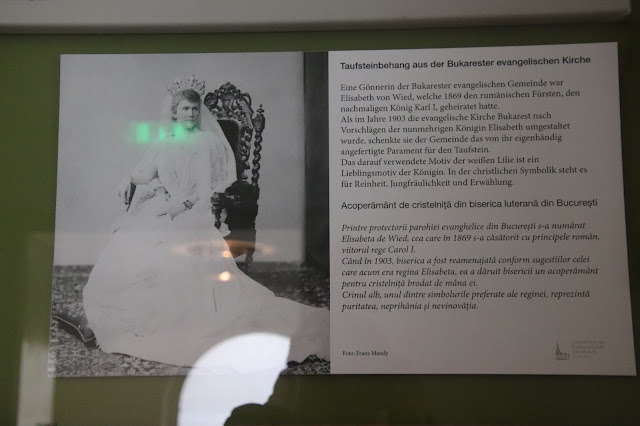 Taufsteinbehang aus der Bukarester evangelischen Kirche
Eine Gönnerin der Bukarester evangelischen Gemeinde war
Elisabeth von Wied, welche 1869 den rumänischen Fürsten, den
nachmaligen König Karl I, geheiratet hatte.
Als im Jahre 1903 die evangelische Kirche Bukarest nach
Vorschlägen der nunmehrigen Königin Elisabeth umgestaltet
wurde, schenkte sie der Gemeinde das von ihr eigenhändig
angefertigte Parament für den Taufstein.
Das darauf verwendete Motiv der weißen Lilie ist ein
Lieblingsmotiv der Königin. In der christlichen Symbolik steht es
für Reinheit, Jungfräulichkeit und Erwählung.
Acoperământ de cristelniță din biserica luterană din București
Printre protectorii parohiei evanghelice din București s-a numărat
Elisabeta de Wied, cea care în 1869 s-a căsătorit cu principele român,
viitorul rege Carol I.
Când în 1903, biserica a fost reamenajată conform sugestiilor celei
care acum era regina Elisabeta, ea a dăruit bisericii un acoperământ
pentru cristelniță brodat de mâna ei.
Crinul alb, unul dintre simbolurile preferate ale reginei, reprezintă
puritatea, neprihănia și nevinovăția.
Foto: Franz Mandy